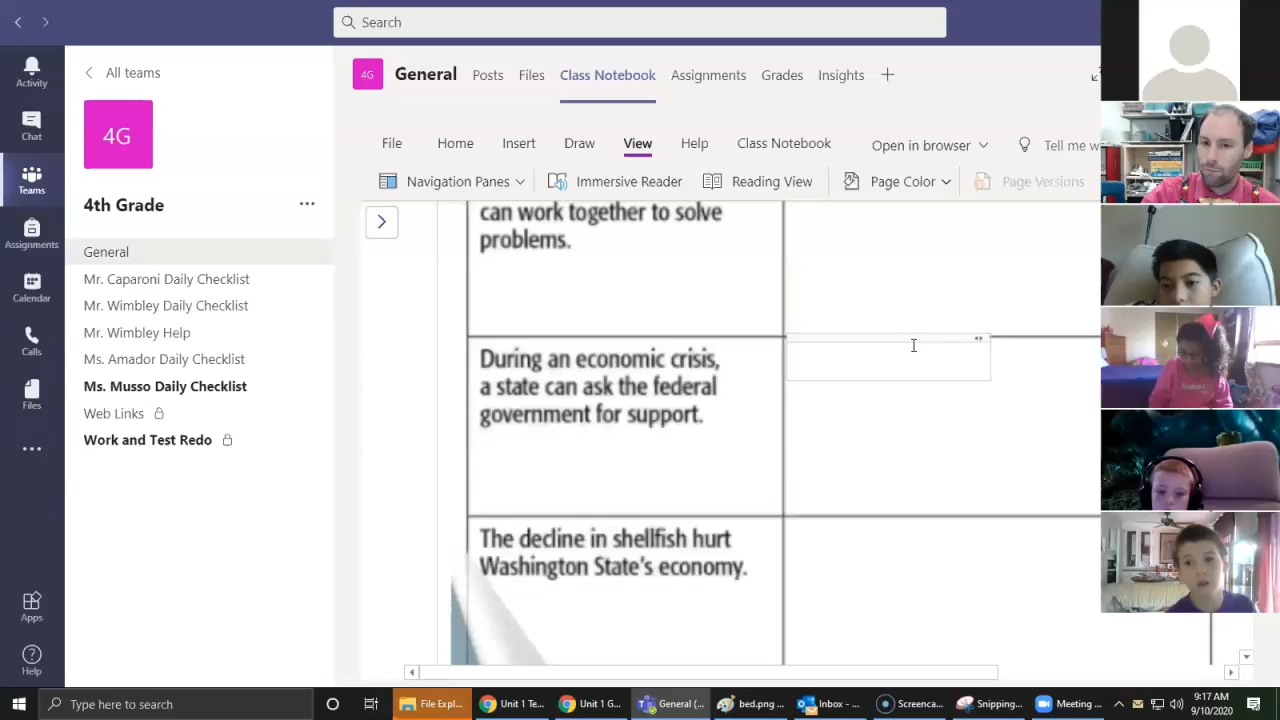 Search
Activity
Chat
Teams
Assignments
Calendar
Calls
Files
Apps
Help
All teams
4G
4th Grade
General
Mr. Caparoni Daily Checklist
Mr. Wimbley Daily Checklist
Mr. Wimbley Help
Ms. Amador Daily Checklist
Ms. Musso Daily Checklist
Web Links
Work and Test Redo
4G General Posts Files Class Notebook Assignments Grades Insights
File Home Insert Draw View Help Class Notebook Open in browser Tell me w
Navigation Panes Immersive Reader Reading View Page Color Page Versions
can work together to solve
problems.
During an economic crisis,
a state can ask the federal
government for support.
The decline in shellfish hurt
Washington State's economy.
Type here to search
File Expl...
Unit 1 Te...
Unit 1 G...
General (...
bed.png ...
Inbox - ...
Screenca...
Snipping...
Meeting ...
9:17 AM
9/10/2020